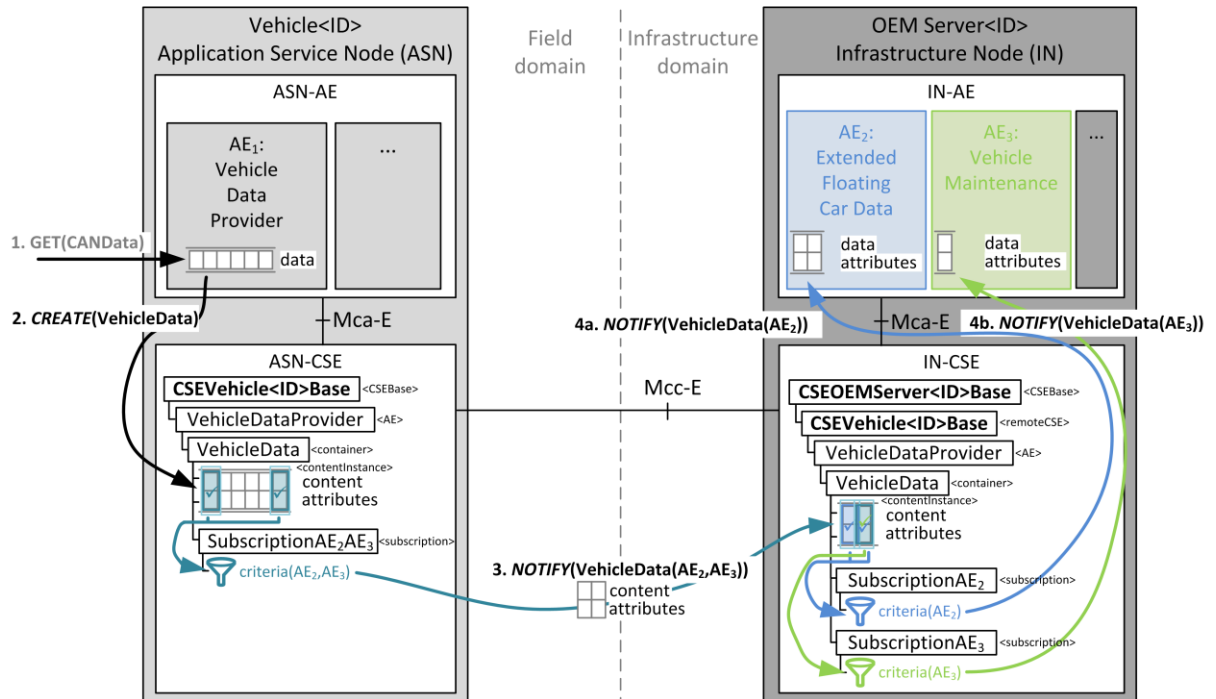 Vehicle<ID>
Application Service Node (ASN)
ASN-AE
AE₁:
Vehicle
Data
Provider
...
1. GET(CANData)
data
2. CREATE(VehicleData)
Mca-E
ASN-CSE
CSEVehicle<ID>Base <CSEBase>
VehicleDataProvider <AE>
VehicleData <container>
<contentInstance>
content
attributes
SubscriptionAE₂AE₃ <subscription>
criteria(AE₂,AE₃)
Field
domain
Infrastructure
domain
Mcc-E
3. NOTIFY(VehicleData(AE₂,AE₃))
content
attributes
OEM Server<ID>
Infrastructure Node (IN)
IN-AE
AE₂:
Extended
Floating
Car Data
data
attributes
AE₃:
Vehicle
Maintenance
data
attributes
...
4a. NOTIFY(VehicleData(AE₂))
Mca-E
4b. NOTIFY(VehicleData(AE₃))
IN-CSE
CSEOEMServer<ID>Base <CSEBase>
CSEVehicle<ID>Base <remoteCSE>
VehicleDataProvider <AE>
VehicleData <container>
<contentInstance>
content
attributes
SubscriptionAE₂ <subscription>
criteria(AE₂)
SubscriptionAE₃ <subscription>
criteria(AE₃)